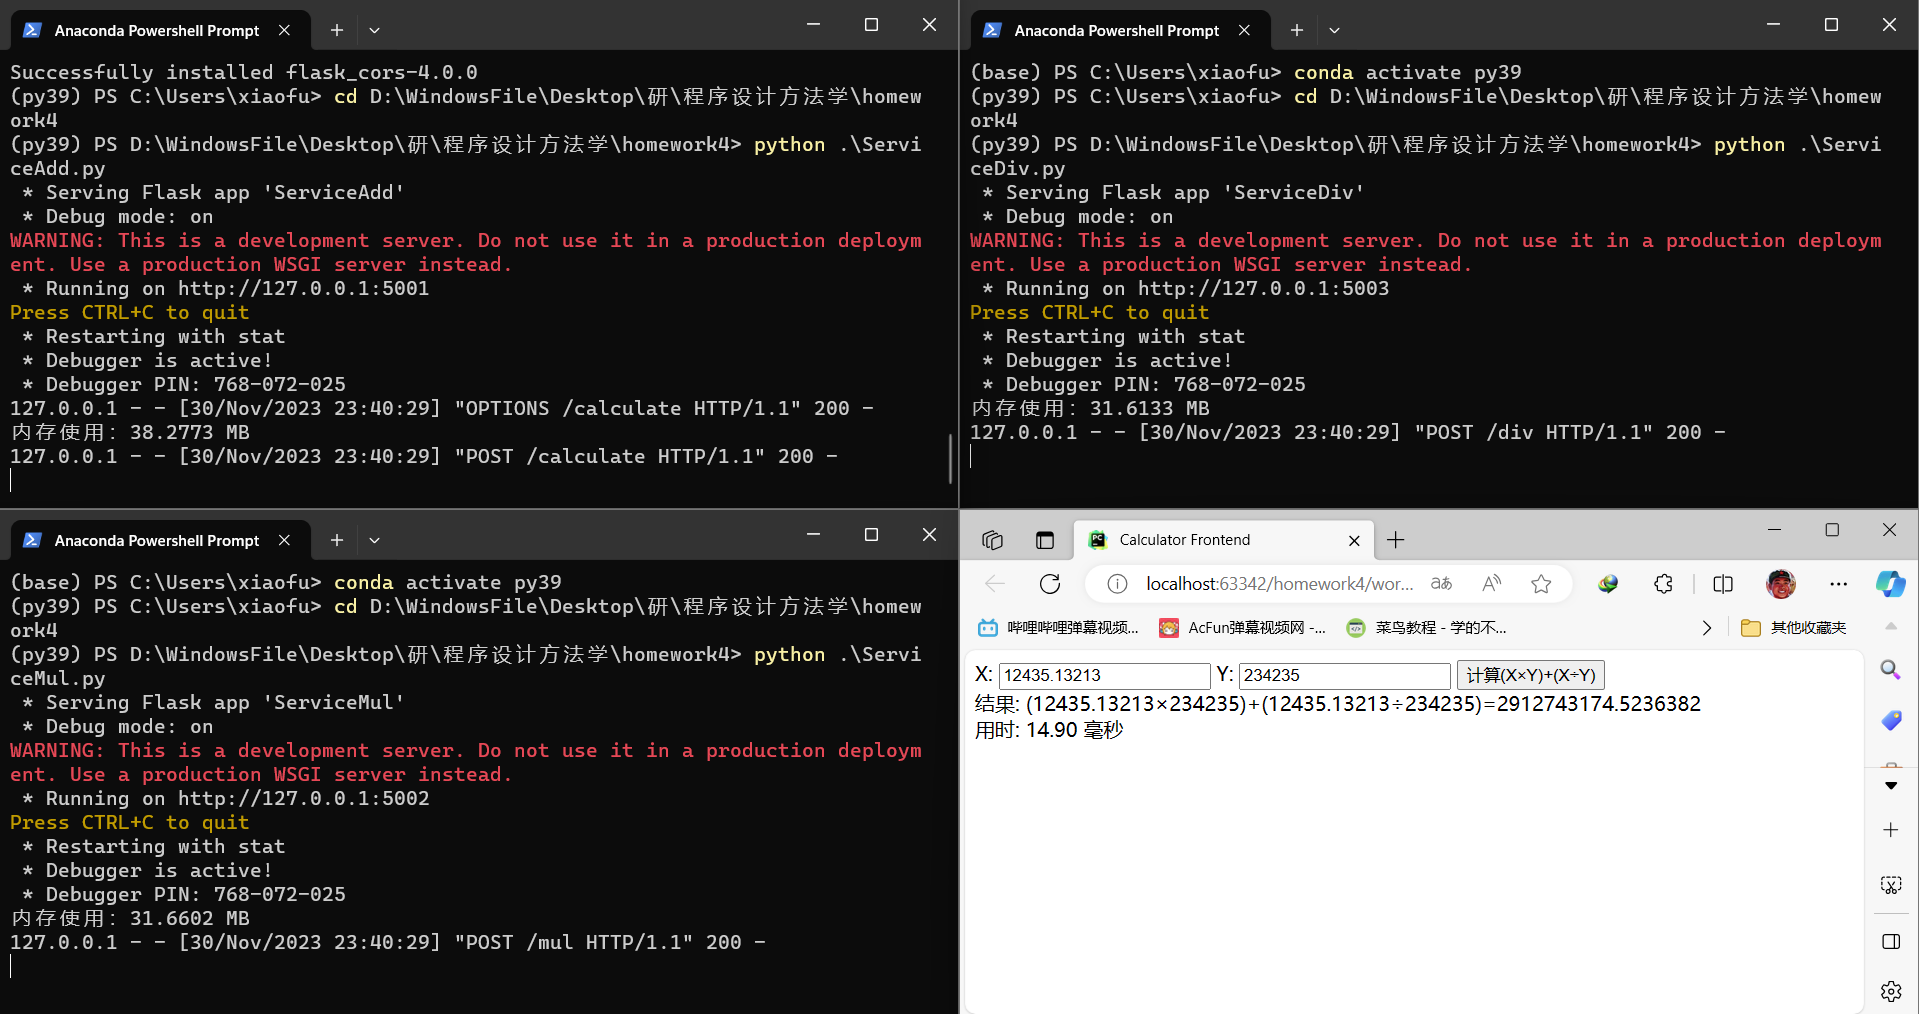 Anaconda Powershell Prompt
Successfully installed flask_cors-4.0.0
(py39) PS C:\Users\xiaofu> cd D:\WindowsFile\Desktop\研\程序设计方法学\homew
ork4
(py39) PS D:\WindowsFile\Desktop\研\程序设计方法学\homework4> python .\Servi
ceAdd.py
* Serving Flask app 'ServiceAdd'
* Debug mode: on
WARNING: This is a development server. Do not use it in a production deploym
ent. Use a production WSGI server instead.
* Running on http://127.0.0.1:5001
Press CTRL+C to quit
* Restarting with stat
* Debugger is active!
* Debugger PIN: 768-072-025
127.0.0.1 - - [30/Nov/2023 23:40:29] "OPTIONS /calculate HTTP/1.1" 200 -
内存使用: 38.2773 MB
127.0.0.1 - - [30/Nov/2023 23:40:29] "POST /calculate HTTP/1.1" 200 -
Anaconda Powershell Prompt
(base) PS C:\Users\xiaofu> conda activate py39
(py39) PS C:\Users\xiaofu> cd D:\WindowsFile\Desktop\研\程序设计方法学\homew
ork4
(py39) PS D:\WindowsFile\Desktop\研\程序设计方法学\homework4> python .\Servi
ceDiv.py
* Serving Flask app 'ServiceDiv'
* Debug mode: on
WARNING: This is a development server. Do not use it in a production deploym
ent. Use a production WSGI server instead.
* Running on http://127.0.0.1:5003
Press CTRL+C to quit
* Restarting with stat
* Debugger is active!
* Debugger PIN: 768-072-025
内存使用: 31.6133 MB
127.0.0.1 - - [30/Nov/2023 23:40:29] "POST /div HTTP/1.1" 200 -
Anaconda Powershell Prompt
(base) PS C:\Users\xiaofu> conda activate py39
(py39) PS C:\Users\xiaofu> cd D:\WindowsFile\Desktop\研\程序设计方法学\homew
ork4
(py39) PS D:\WindowsFile\Desktop\研\程序设计方法学\homework4> python .\Servi
ceMul.py
* Serving Flask app 'ServiceMul'
* Debug mode: on
WARNING: This is a development server. Do not use it in a production deploym
ent. Use a production WSGI server instead.
* Running on http://127.0.0.1:5002
Press CTRL+C to quit
* Restarting with stat
* Debugger is active!
* Debugger PIN: 768-072-025
内存使用: 31.6602 MB
127.0.0.1 - - [30/Nov/2023 23:40:29] "POST /mul HTTP/1.1" 200 -
Calculator Frontend
localhost:63342/homework4/wor...
哔哩哔哩弹幕视频... AcFun弹幕视频网 -... 菜鸟教程 - 学的不... 其他收藏夹
X: 12435.13213 Y: 234235 计算(X×Y)+(X÷Y)
结果: (12435.13213×234235)+(12435.13213÷234235)=2912743174.5236382
用时: 14.90 毫秒